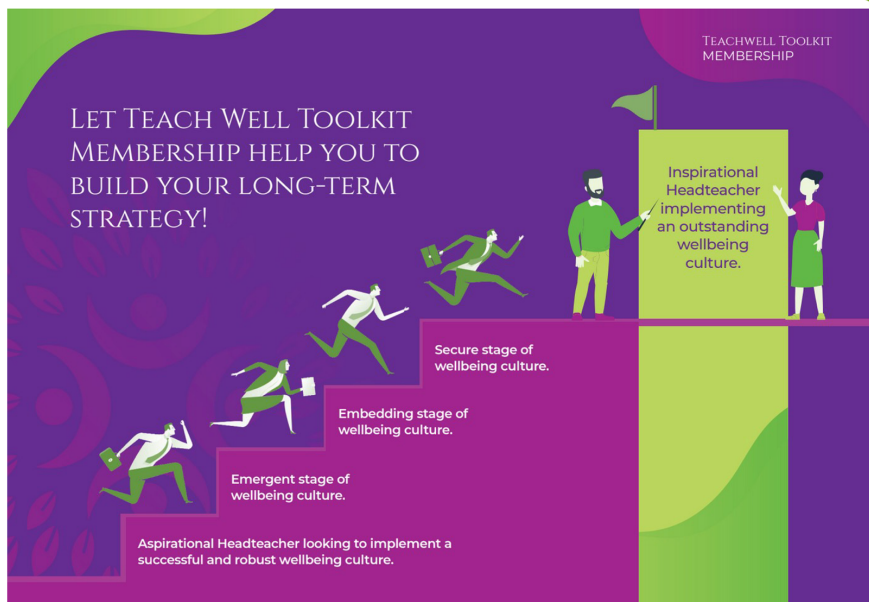 TEACHWELL TOOLKIT
MEMBERSHIP
LET TEACH WELL TOOLKIT
MEMBERSHIP HELP YOU TO
BUILD YOUR LONG-TERM
STRATEGY!
Inspirational
Headteacher
implementing
an outstanding
wellbeing
culture.
Secure stage of
wellbeing culture.
Embedding stage of
wellbeing culture.
Emergent stage of
wellbeing culture.
Aspirational Headteacher looking to implement a
successful and robust wellbeing culture.